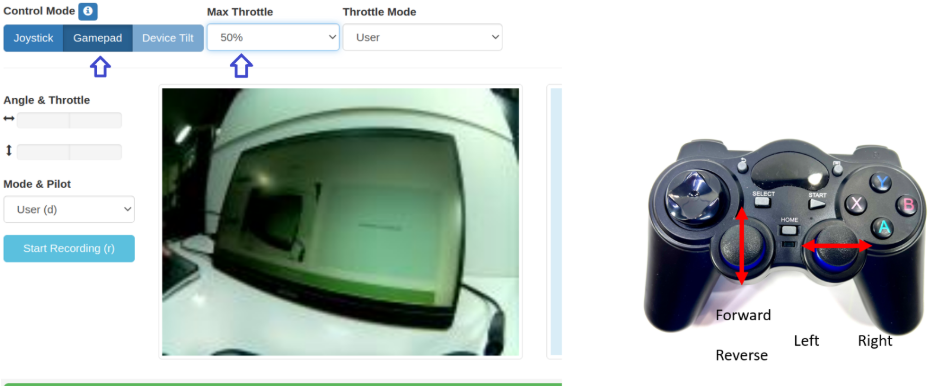 Control Mode
Max Throttle
Throttle Mode
Joystick
Gamepad
Device Tilt
50%
User
Angle & Throttle
Mode & Pilot
User (d)
Start Recording (r)
SELECT
START
HOME
Y
X
B
A
Forward
Reverse
Left
Right